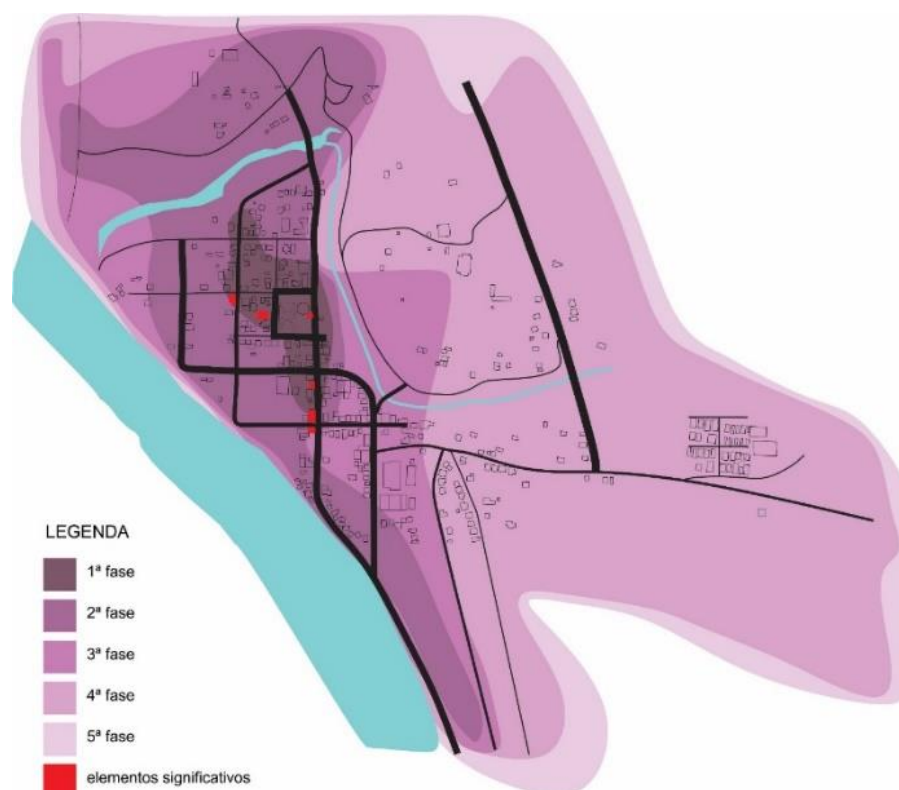 LEGENDA
1ª fase
2ª fase
3ª fase
4ª fase
5ª fase
elementos significativos